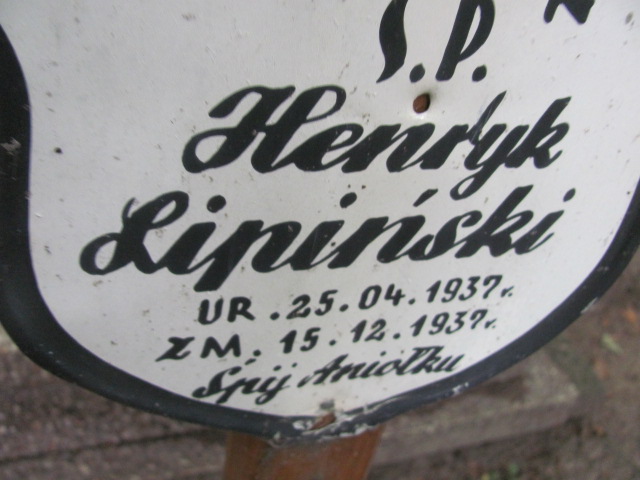 Ś.P.
Henryk
Lipiński
UR. 25.04.1937r.
ZM. 15.12.1937r.
Śpij Aniołku